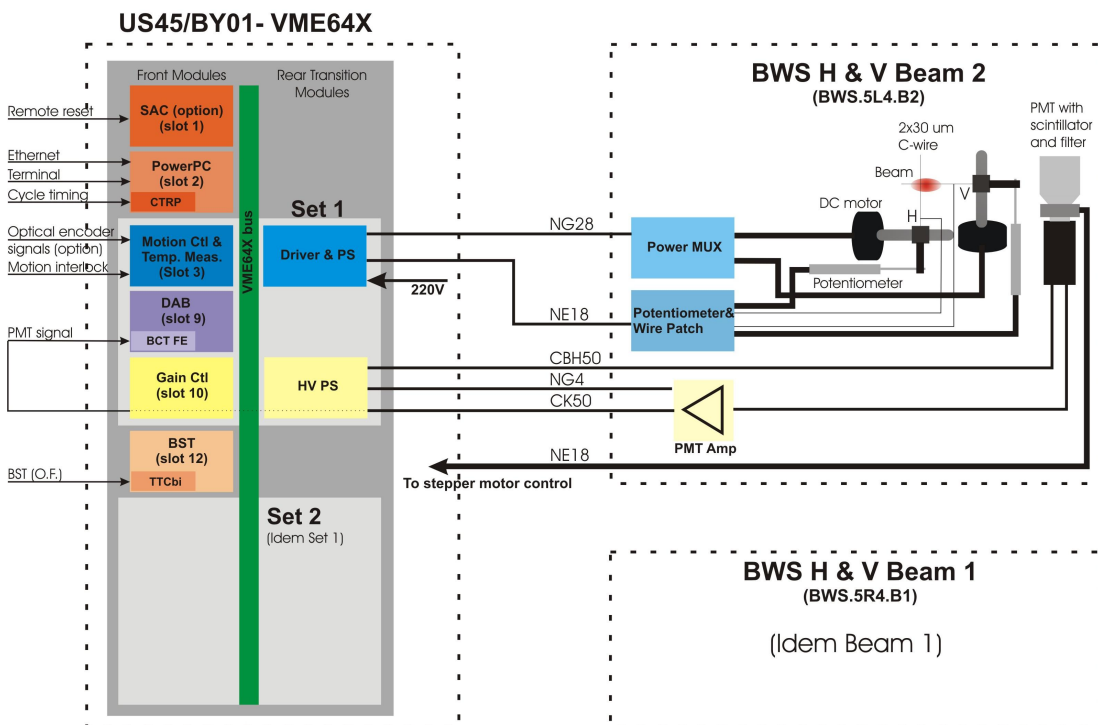 US45/BY01- VME64X
Front Modules
Rear Transition
Modules
Remote reset
SAC (option)
(slot 1)
Ethernet
Terminal
Cycle timing
PowerPC
(slot 2)
CTRP
VME64X bus
Set 1
Optical encoder
signals (option)
Motion interlock
Motion Ctl &
Temp. Meas.
(Slot 3)
Driver & PS
220V
DAB
(slot 9)
BCT FE
PMT signal
Gain Ctl
(slot 10)
HV PS
BST
(slot 12)
TTCbi
BST (O.F.)
Set 2
(Idem Set 1)
NG28
NE18
CBH50
NG4
CK50
NE18
To stepper motor control
BWS H & V Beam 2
(BWS.5L4.B2)
PMT with
scintillator
and filter
2x30 um
C-wire
Beam
V
DC motor
H
Power MUX
Potentiometer
Potentiometer&
Wire Patch
PMT Amp
BWS H & V Beam 1
(BWS.5R4.B1)
(Idem Beam 1)